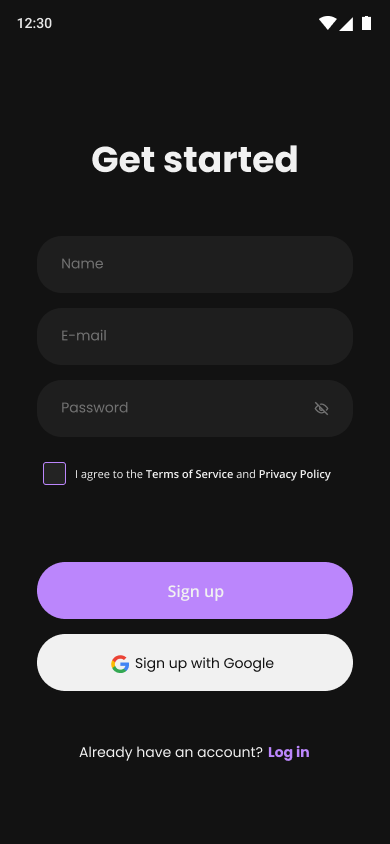 12:30
Get started
Name
E-mail
Password
I agree to the Terms of Service and Privacy Policy
Sign up
Sign up with Google
Already have an account? Log in